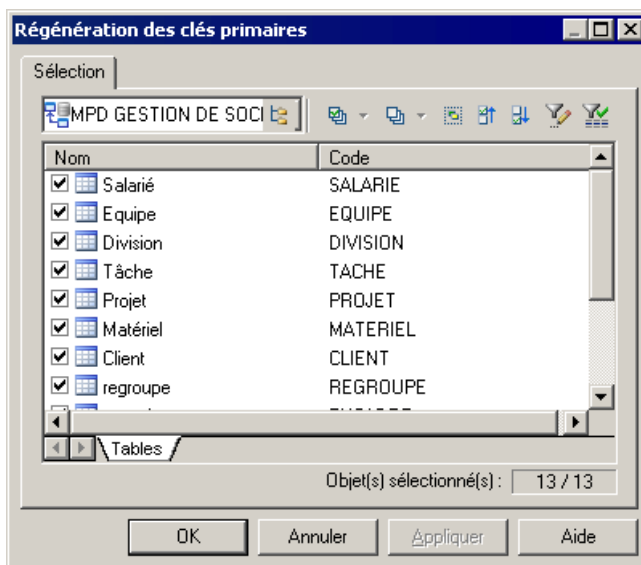 Régénération des clés primaires
Sélection
MPD GESTION DE SOCI
Nom Code
Salarié SALARIE
Equipe EQUIPE
Division DIVISION
Tâche TACHE
Projet PROJET
Matériel MATERIEL
Client CLIENT
regroupe REGROUPE
Tables
Objet(s) sélectionné(s) : 13 / 13
OK Annuler Appliquer Aide